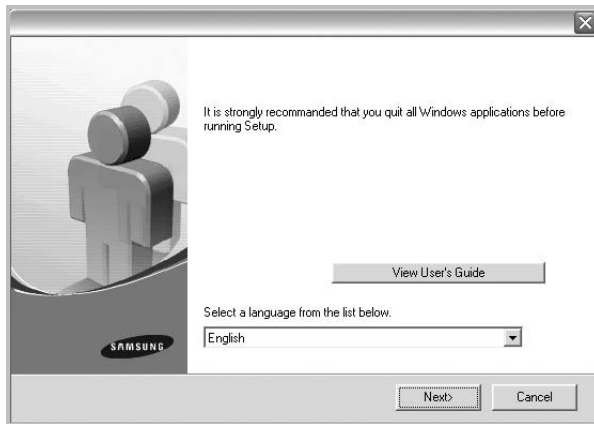 It is strongly recommanded that you quit all Windows applications before
running Setup.
View User's Guide
Select a language from the list below.
English
SAMSUNG
Next>
Cancel